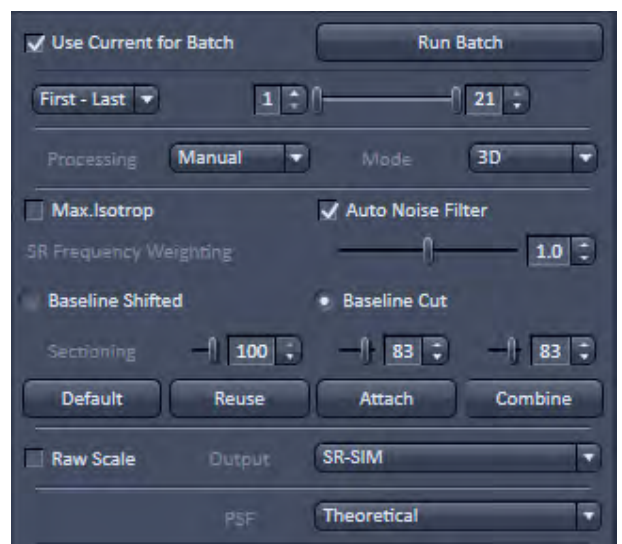 Use Current for Batch Run Batch
First - Last 1 21
Processing Manual Mode 3D
Max.Isotrop Auto Noise Filter
SR Frequency Weighting 1.0
Baseline Shifted Baseline Cut
Sectioning 100 83 83
Default Reuse Attach Combine
Raw Scale Output SR-SIM
PSF Theoretical